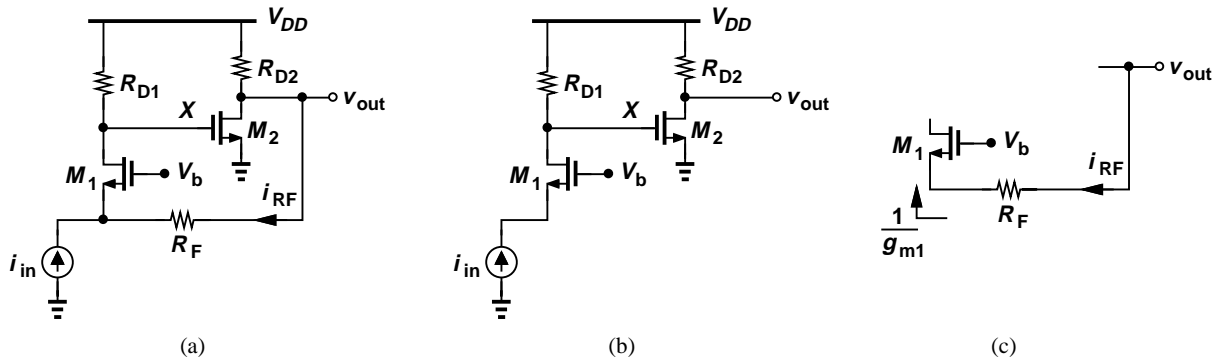 V_DD
R_D1
R_D2
X
v_out
M_2
M_1
V_b
i_RF
R_F
i_in
(a)
V_DD
R_D1
R_D2
X
v_out
M_2
M_1
V_b
i_in
(b)
v_out
M_1
V_b
i_RF
R_F
1
g_m1
(c)